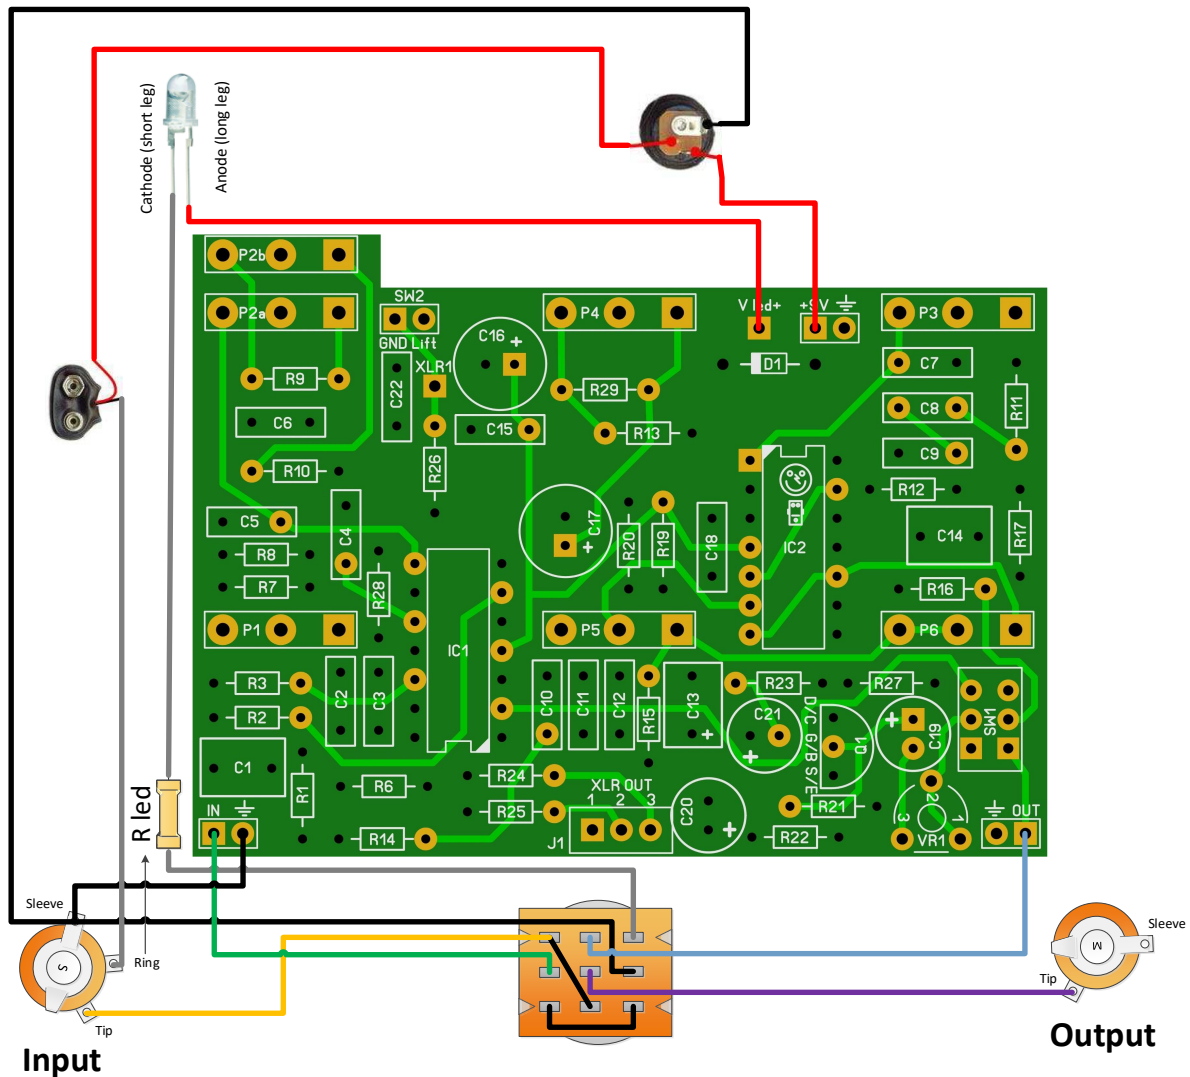 Cathode (short leg)
Anode (long leg)
P2b
P2a
SW2
GND Lift
P4
V led+
+9V
P3
C16
+
XLR1
D1
C7
R9
C22
R29
C8
R11
C6
C15
R13
R10
R26
C9
R12
C5
C4
C17
+
R20
R19
C18
IC2
C14
R17
R8
R7
R28
R16
P1
IC1
P5
P6
R3
C2
C3
C10
C11
C12
R15
C13
+
R23
R27
R2
C21
+
D/C G/B S/E
Q1
+
C19
SW1
C1
R1
R6
R24
XLR OUT
1 2 3
R25
J1
C20
+
R21
R22
2
3
1
VR1
R14
IN
OUT
R led
Sleeve
Ring
Tip
S
Input
Sleeve
M
Tip
Output